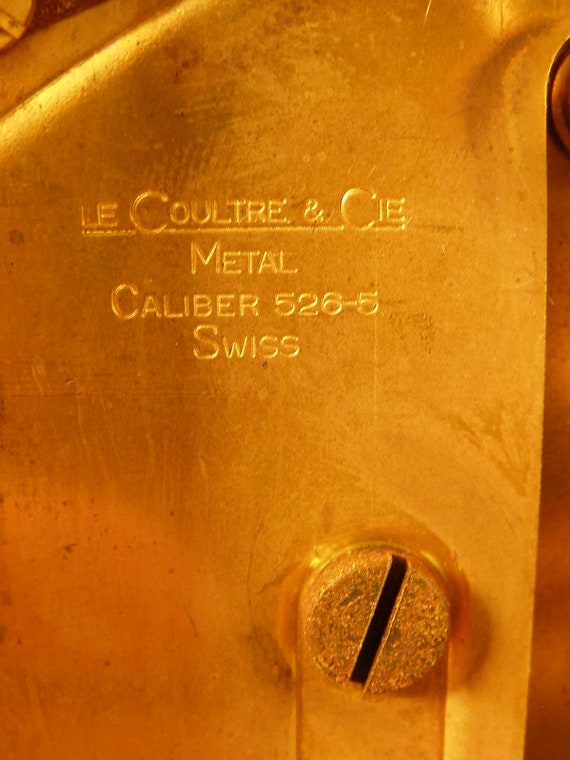 LE COULTRE & CIE
METAL
CALIBER 526-5
SWISS